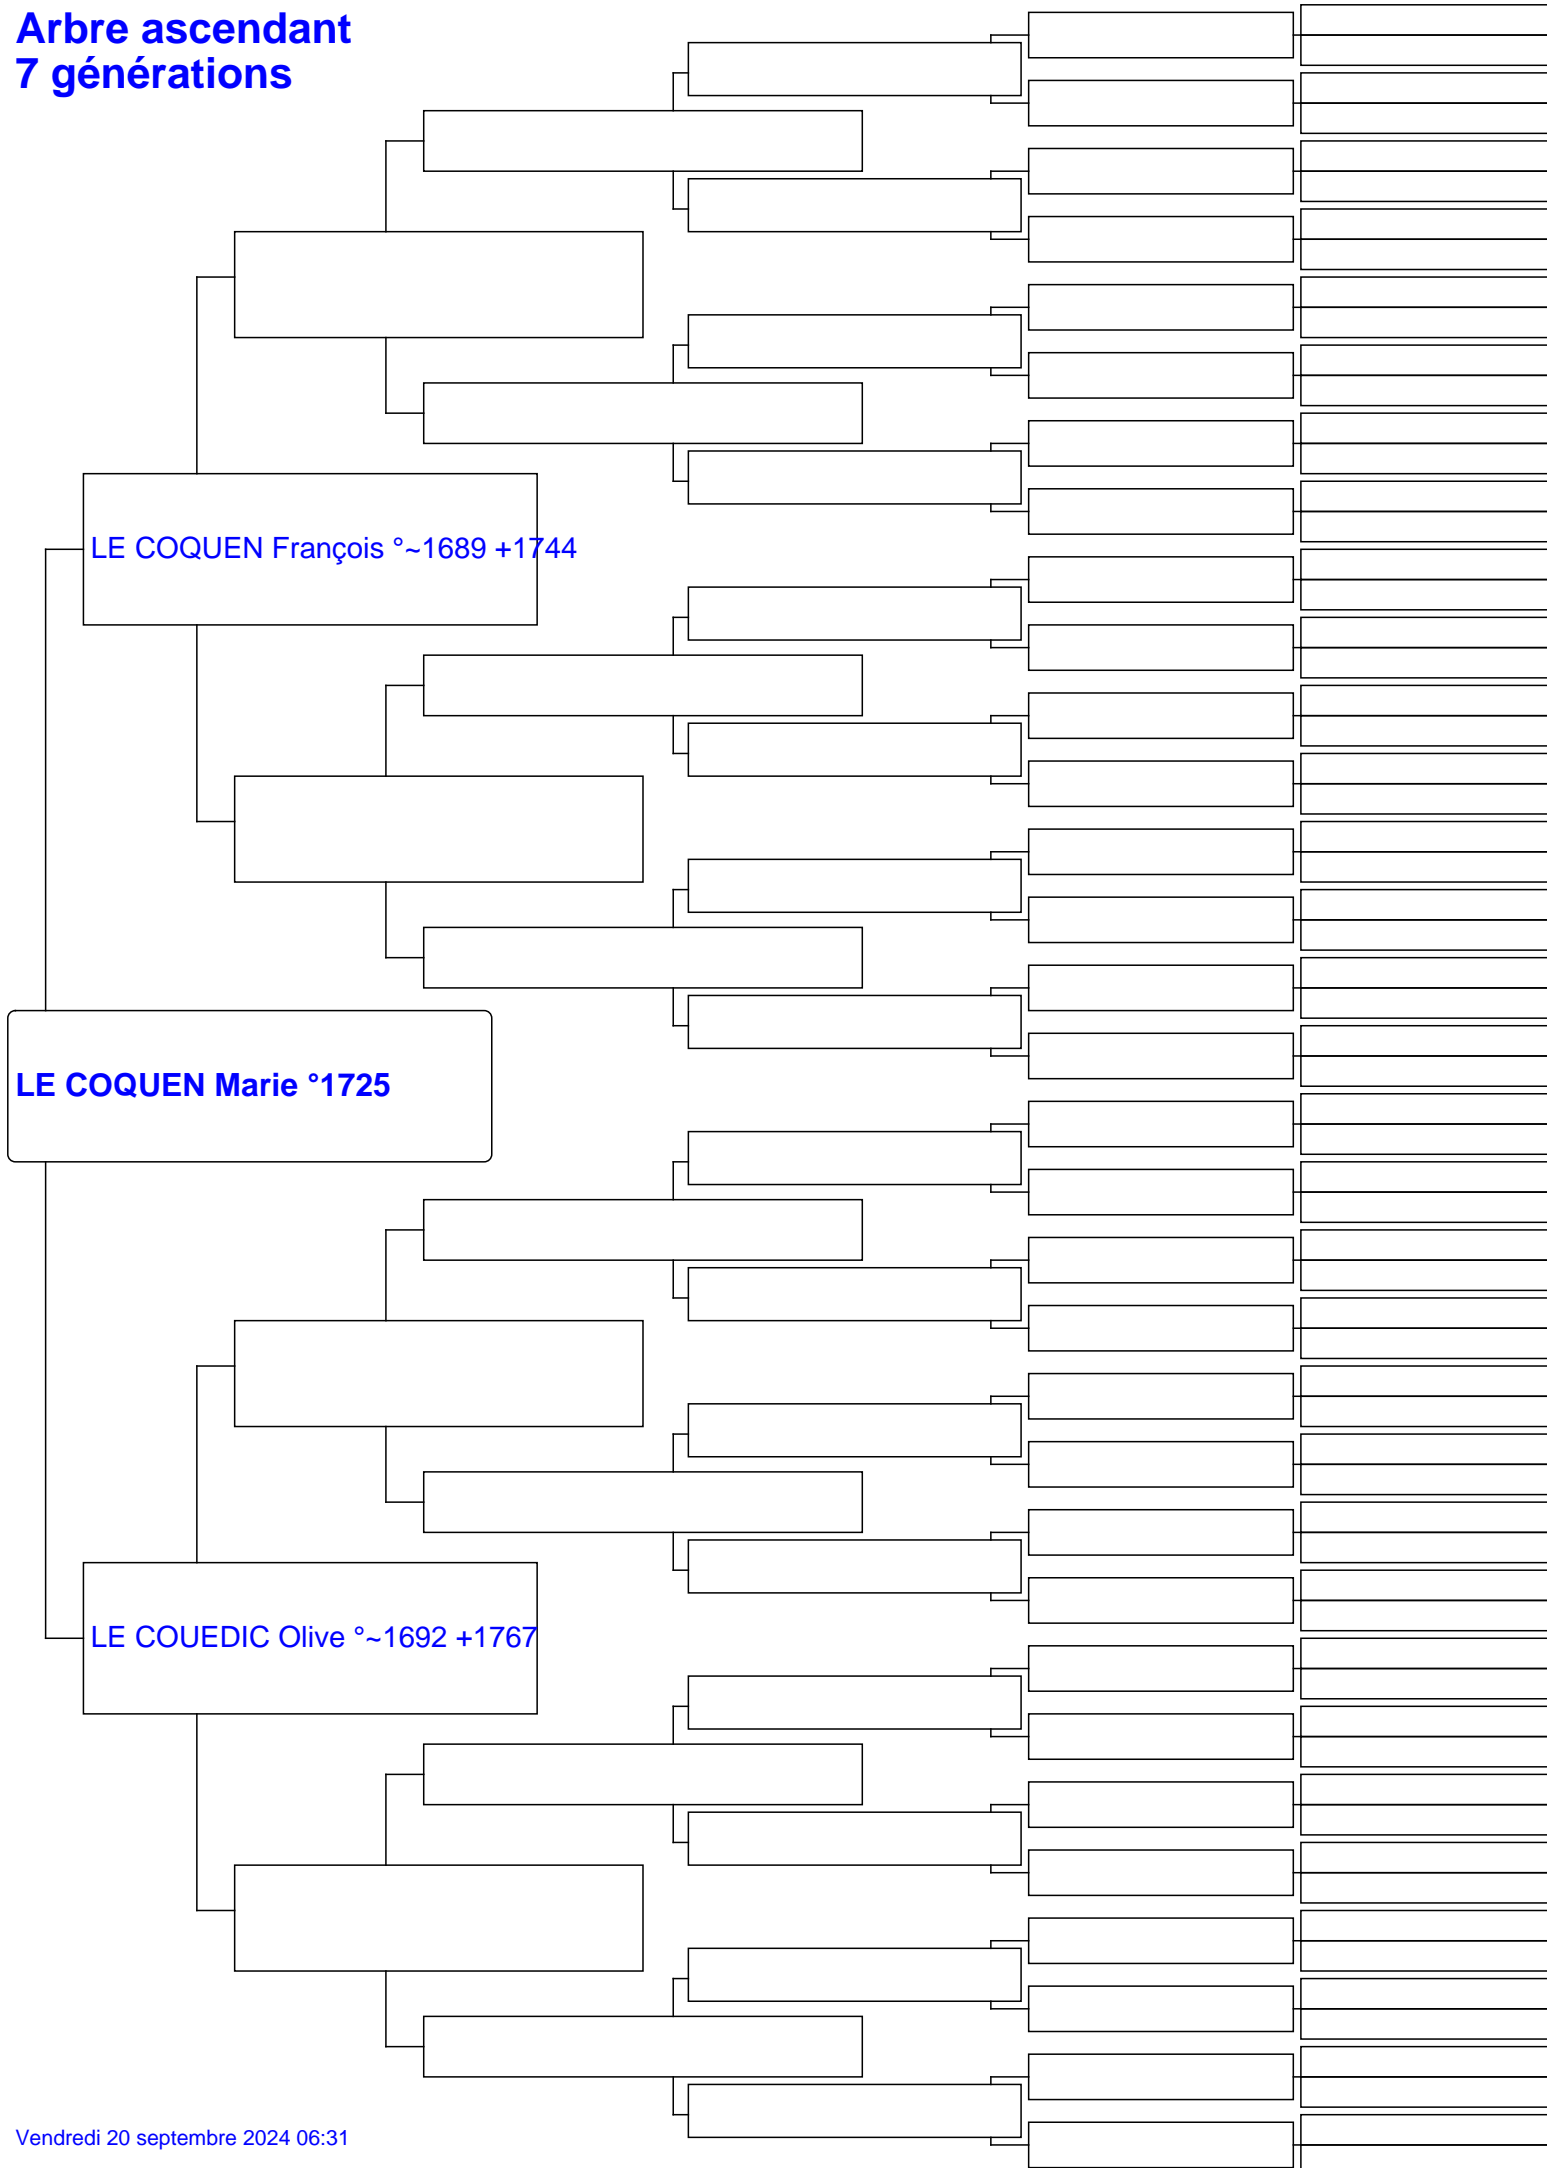 Arbre ascendant
7 générations
LE COQUEN François °~1689 +1744
LE COQUEN Marie °1725
LE COUEDIC Olive °~1692 +1767
Vendredi 20 septembre 2024 06:31